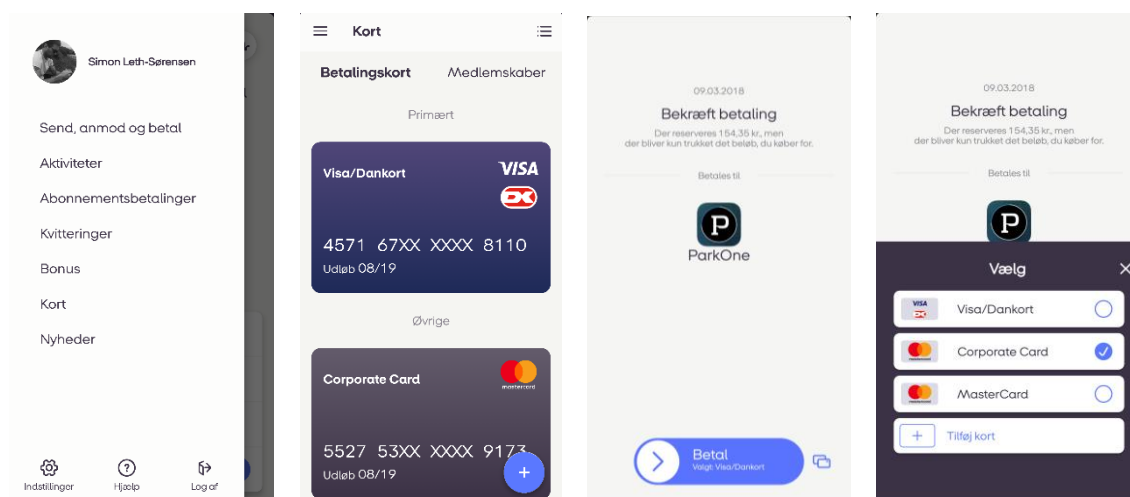 Simon Leth-Sørensen
Send, anmod og betal
Aktiviteter
Abonnementsbetalinger
Kvitteringer
Bonus
Kort
Nyheder
Indstillinger
Hjælp
Log af
Kort
Betalingskort
Medlemskaber
Primært
Visa/Dankort
VISA
DK
4571 67XX XXXX 8110
Udløb 08/19
Øvrige
Corporate Card
mastercard
5527 53XX XXXX 9173
Udløb 08/19
+
09.03.2018
Bekræft betaling
Der reserveres 154,35 kr., men
der bliver kun trukket det beløb, du køber for.
Betales til
P
ParkOne
Betal
Valgt: Visa/Dankort
09.03.2018
Bekræft betaling
Der reserveres 154,35 kr., men
der bliver kun trukket det beløb, du køber for.
Betales til
P
Vælg
VISA
Visa/Dankort
Corporate Card
MasterCard
+ Tilføj kort